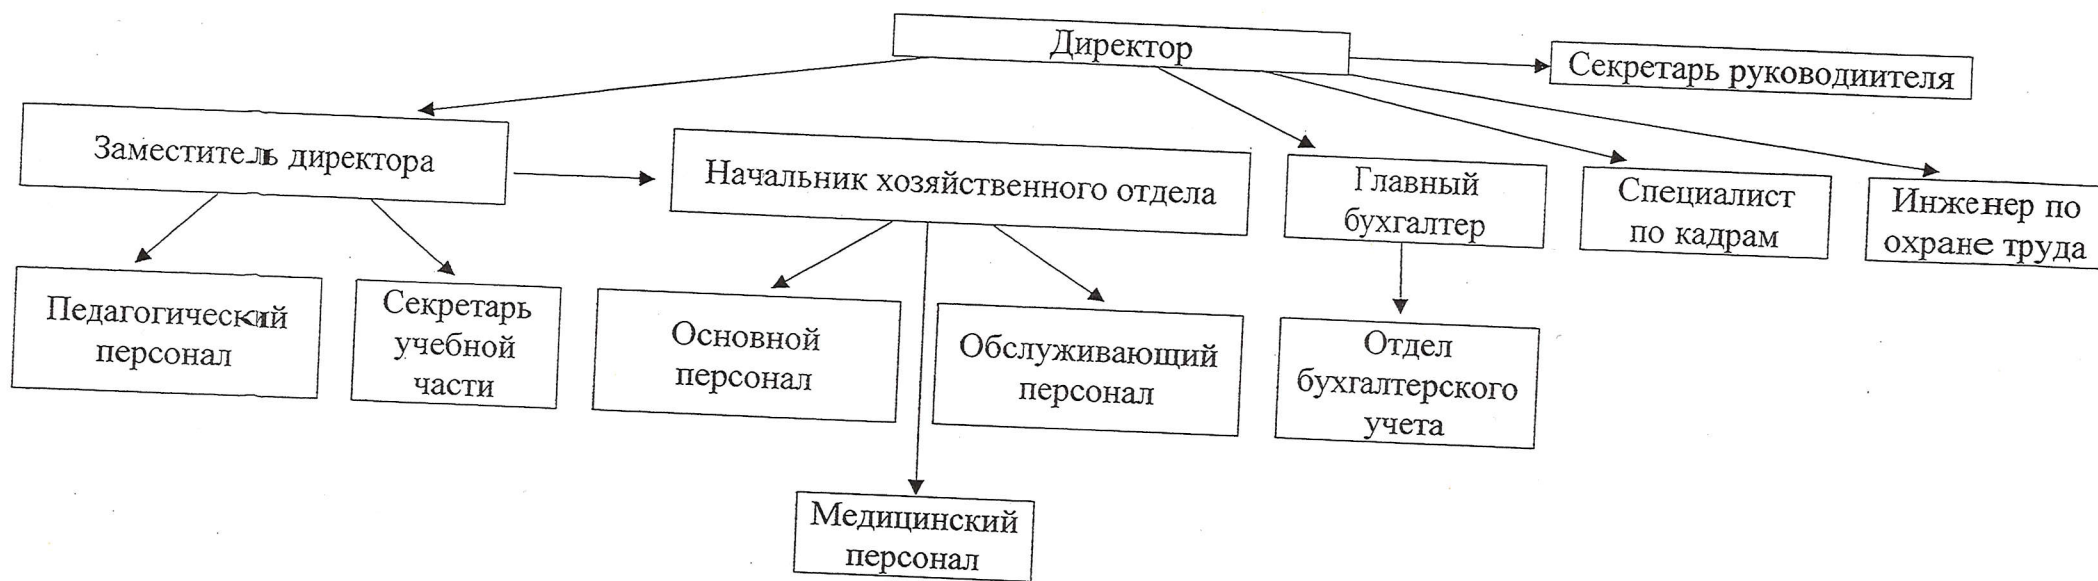 Директор
Секретарь руководиителя
Заместитель директора
Начальник хозяйственного отдела
Главный
бухгалтер
Специалист
по кадрам
Инженер по
охране труда
Педагогический
персонал
Секретарь
учебной
части
Основной
персонал
Обслуживающий
персонал
Отдел
бухгалтерского
учета
Медицинский
персонал